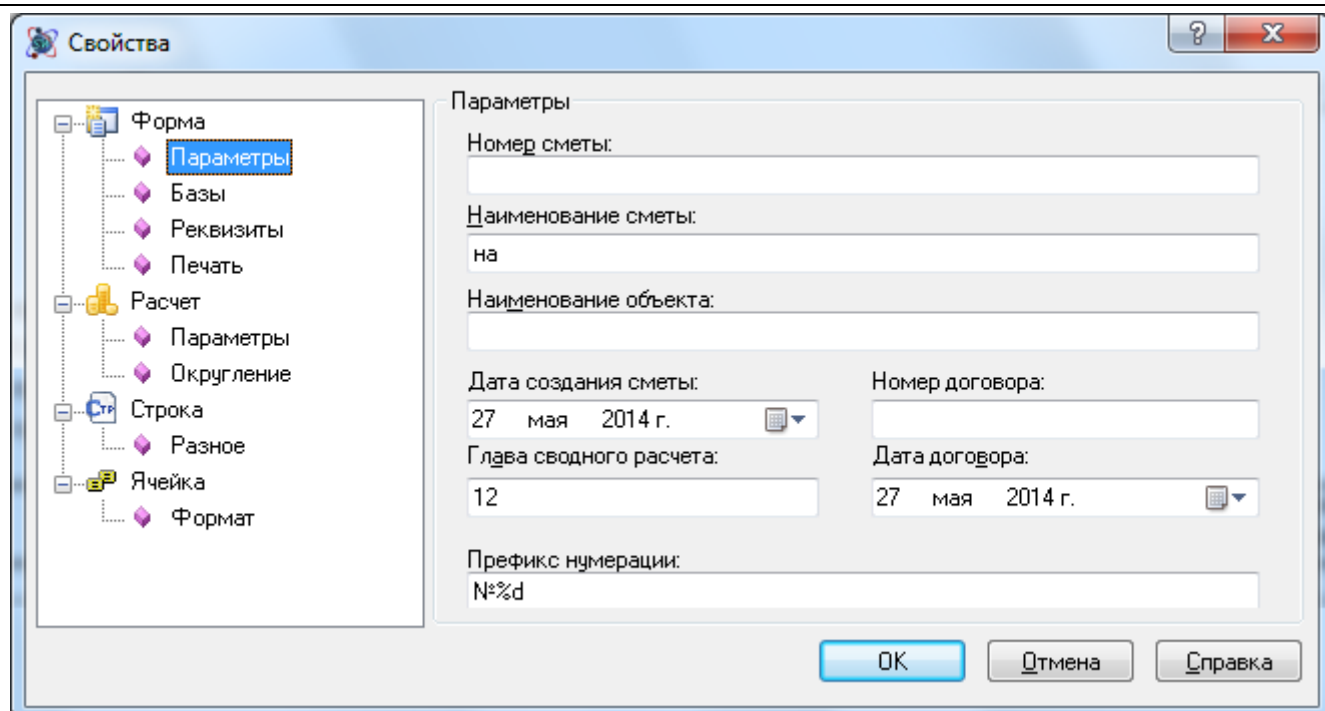 Свойства
Форма
Параметры
Базы
Реквизиты
Печать
Расчет
Параметры
Округление
Стр Строка
Разное
Ячейка
Формат
Параметры
Номер сметы:
Наименование сметы:
на
Наименование объекта:
Дата создания сметы: Номер договора:
27 мая 2014 г.
Глава сводного расчета: Дата договора:
12 27 мая 2014 г.
Префикс нумерации:
№%d
OK Отмена Справка